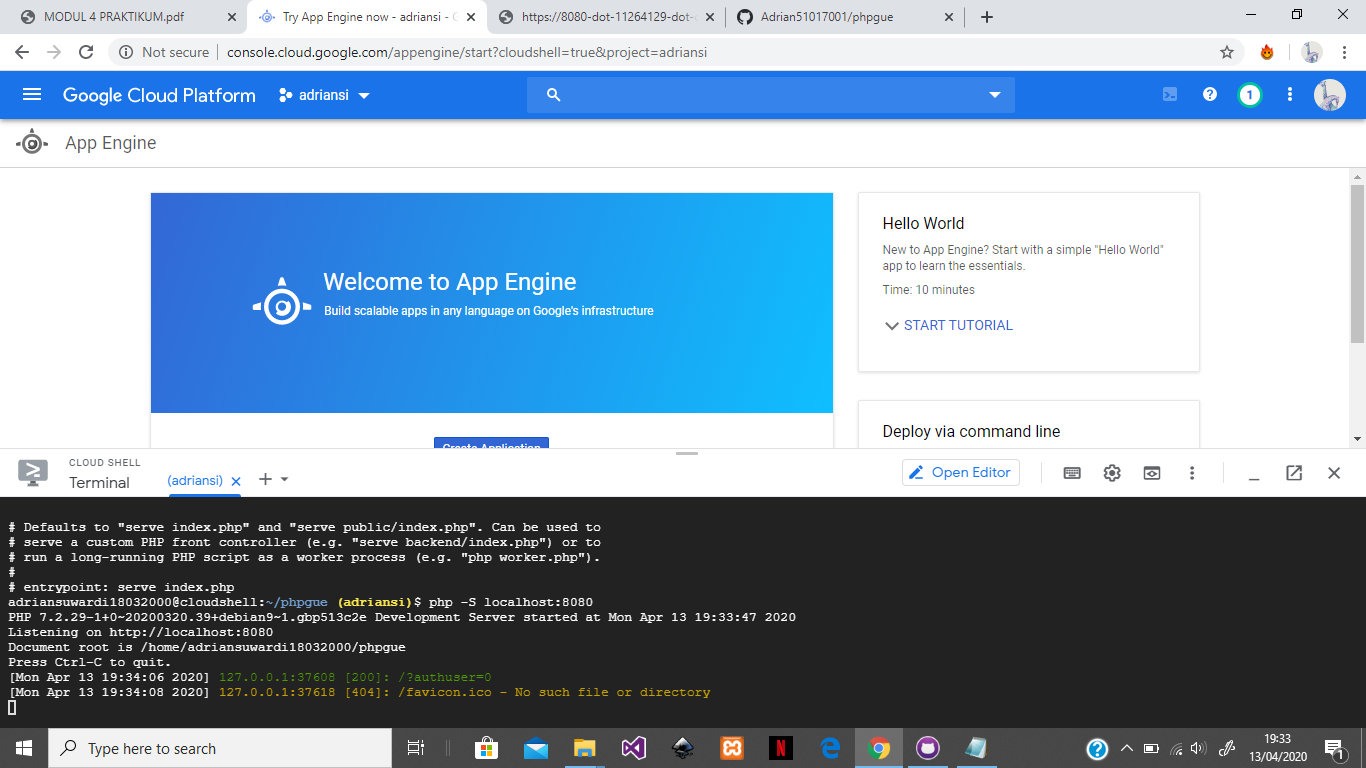 MODUL 4 PRAKTIKUM.pdf
Try App Engine now - adriansi -
https://8080-dot-11264129-dot-
Adrian51017001/phpgue
Not secure
console.cloud.google.com/appengine/start?cloudshell=true&project=adriansi
Google Cloud Platform
adriansi
1
App Engine
Welcome to App Engine
Build scalable apps in any language on Google's infrastructure
Create Application
Hello World
New to App Engine? Start with a simple "Hello World"
app to learn the essentials.
Time: 10 minutes
START TUTORIAL
Deploy via command line
CLOUD SHELL
Terminal
(adriansi)
Open Editor
# Defaults to "serve index.php" and "serve public/index.php". Can be used to
# serve a custom PHP front controller (e.g. "serve backend/index.php") or to
# run a long-running PHP script as a worker process (e.g. "php worker.php").
#
# entrypoint: serve index.php
adriansuwardi18032000@cloudshell:~/phpgue (adriansi)$ php -S localhost:8080
PHP 7.2.29-1+0~20200320.39+debian9~1.gbp513c2e Development Server started at Mon Apr 13 19:33:47 2020
Listening on http://localhost:8080
Document root is /home/adriansuwardi18032000/phpgue
Press Ctrl-C to quit.
[Mon Apr 13 19:34:06 2020] 127.0.0.1:37608 [200]: /?authuser=0
[Mon Apr 13 19:34:08 2020] 127.0.0.1:37618 [404]: /favicon.ico - No such file or directory
Type here to search
19:33
13/04/2020
1